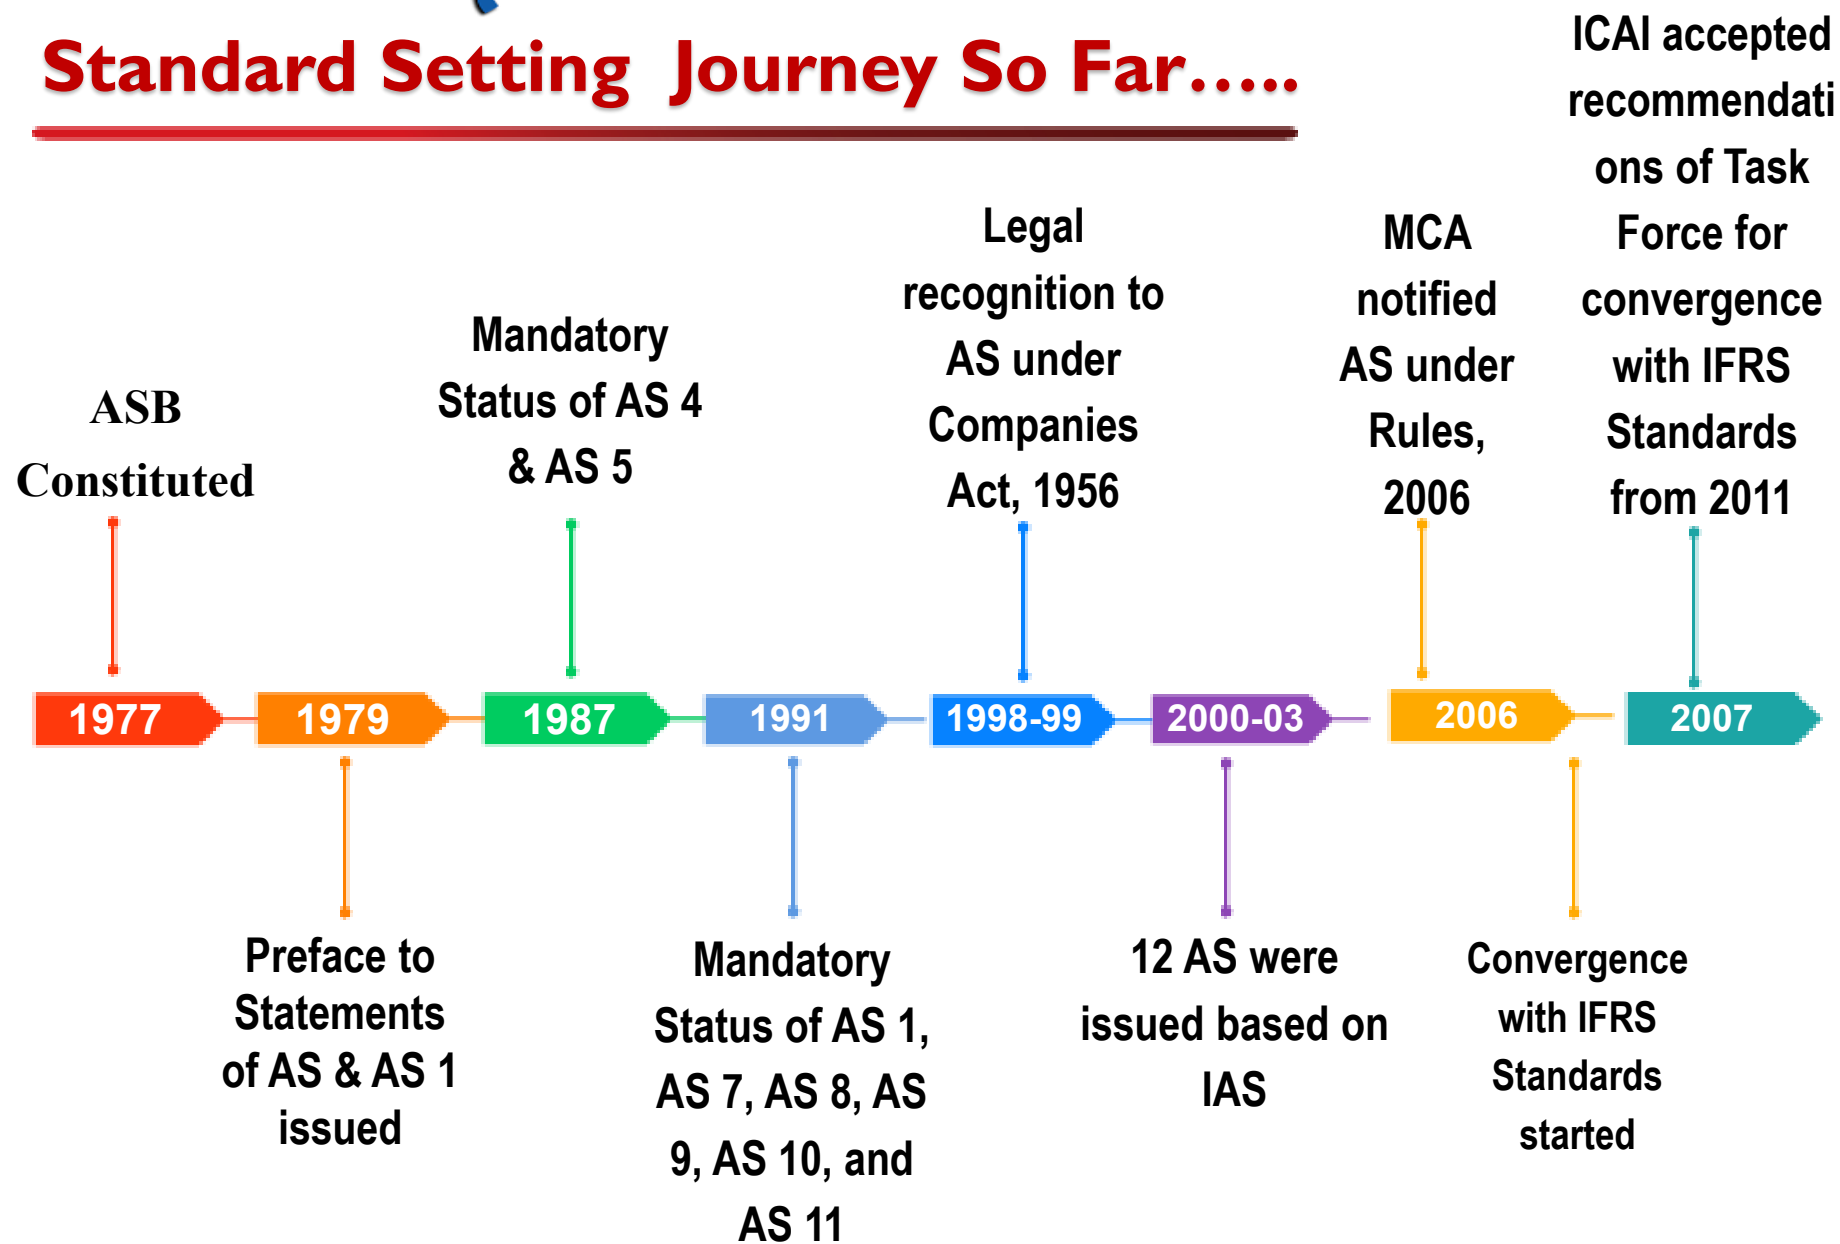 Standard Setting Journey So Far.....
ASB
Constituted
Mandatory
Status of AS 4
& AS 5
Legal
recognition to
AS under
Companies
Act, 1956
MCA
notified
AS under
Rules,
2006
ICAI accepted
recommendati
ons of Task
Force for
convergence
with IFRS
Standards
from 2011
1977
1979
1987
1991
1998-99
2000-03
2006
2007
Preface to
Statements
of AS & AS 1
issued
Mandatory
Status of AS 1,
AS 7, AS 8, AS
9, AS 10, and
AS 11
12 AS were
issued based on
IAS
Convergence
with IFRS
Standards
started